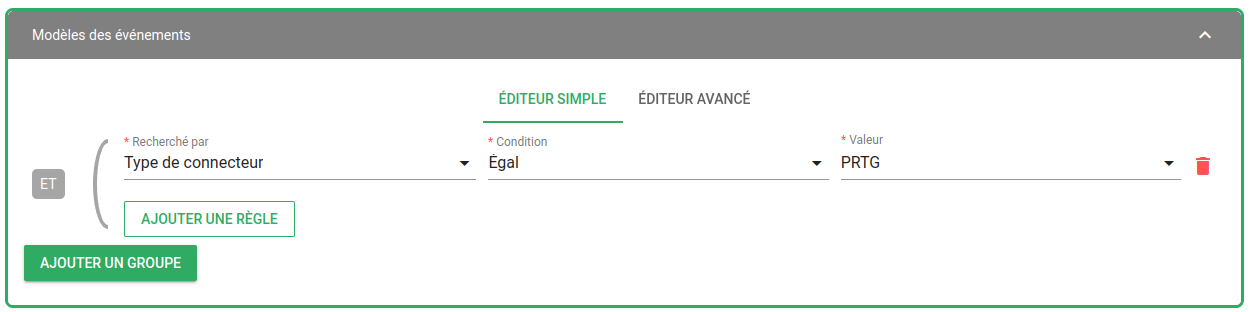 Modèles des événements
ÉDITEUR SIMPLE ÉDITEUR AVANCÉ
* Recherché par * Condition * Valeur
Type de connecteur Égal PRTG
ET
AJOUTER UNE RÈGLE
AJOUTER UN GROUPE